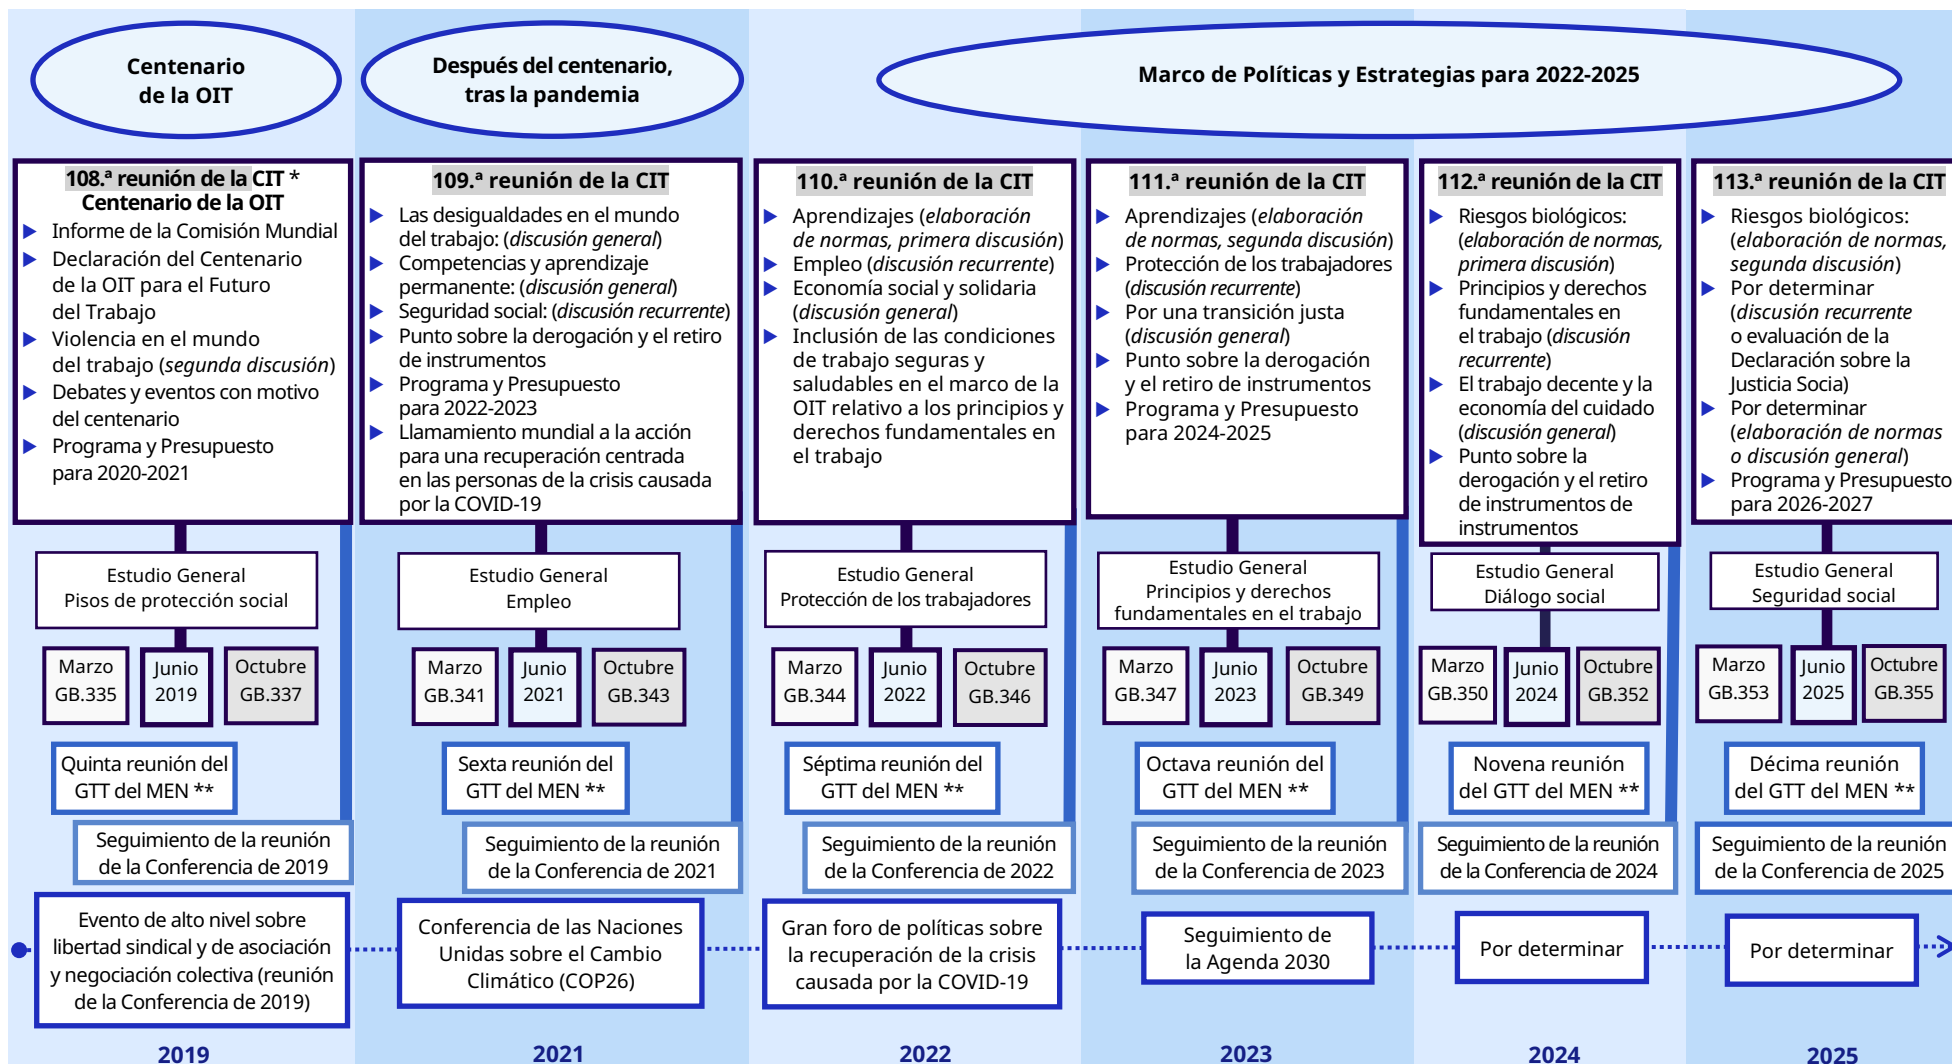 Centenario
de la OIT
Después del centenario,
tras la pandemia
Marco de Políticas y Estrategias para 2022-2025
108.ª reunión de la CIT *
Centenario de la OIT
Informe de la Comisión Mundial
Declaración del Centenario
de la OIT para el Futuro
del Trabajo
Violencia en el mundo
del trabajo (segunda discusión)
Debates y eventos con motivo
del centenario
Programa y Presupuesto
para 2020-2021
109.ª reunión de la CIT
Las desigualdades en el mundo
del trabajo: (discusión general)
Competencias y aprendizaje
permanente: (discusión general)
Seguridad social: (discusión recurrente)
Punto sobre la derogación y el retiro
de instrumentos
Programa y Presupuesto
para 2022-2023
Llamamiento mundial a la acción
para una recuperación centrada
en las personas de la crisis causada
por la COVID-19
110.ª reunión de la CIT
Aprendizajes (elaboración
de normas, primera discusión)
Empleo (discusión recurrente)
Economía social y solidaria
(discusión general)
Inclusión de las condiciones
de trabajo seguras y
saludables en el marco de la
OIT relativo a los principios y
derechos fundamentales en
el trabajo
111.ª reunión de la CIT
Aprendizajes (elaboración
de normas, segunda discusión)
Protección de los trabajadores
(discusión recurrente)
Por una transición justa
(discusión general)
Punto sobre la derogación
y el retiro de instrumentos
Programa y Presupuesto
para 2024-2025
112.ª reunión de la CIT
Riesgos biológicos:
(elaboración de normas,
primera discusión)
Principios y derechos
fundamentales en
el trabajo (discusión
recurrente)
El trabajo decente y la
economía del cuidado
(discusión general)
Punto sobre la
derogación y el retiro
de instrumentos de
instrumentos
113.ª reunión de la CIT
Riesgos biológicos:
(elaboración de normas,
segunda discusión)
Por determinar
(discusión recurrente
o evaluación de la
Declaración sobre la
Justicia Socia)
Por determinar
(elaboración de normas
o discusión general)
Programa y Presupuesto
para 2026-2027
Estudio General
Pisos de protección social
Estudio General
Empleo
Estudio General
Protección de los trabajadores
Estudio General
Principios y derechos
fundamentales en el trabajo
Estudio General
Diálogo social
Estudio General
Seguridad social
Marzo
GB.335
Junio
2019
Octubre
GB.337
Marzo
GB.341
Junio
2021
Octubre
GB.343
Marzo
GB.344
Junio
2022
Octubre
GB.346
Marzo
GB.347
Junio
2023
Octubre
GB.349
Marzo
GB.350
Junio
2024
Octubre
GB.352
Marzo
GB.353
Junio
2025
Octubre
GB.355
Quinta reunión del
GTT del MEN **
Sexta reunión del
GTT del MEN **
Séptima reunión del
GTT del MEN **
Octava reunión del
GTT del MEN **
Novena reunión
del GTT del MEN **
Décima reunión
del GTT del MEN **
Seguimiento de la reunión
de la Conferencia de 2019
Seguimiento de la reunión
de la Conferencia de 2021
Seguimiento de la reunión
de la Conferencia de 2022
Seguimiento de la reunión
de la Conferencia de 2023
Seguimiento de la reunión
de la Conferencia de 2024
Seguimiento de la reunión
de la Conferencia de 2025
Evento de alto nivel sobre
libertad sindical y de asociación
y negociación colectiva (reunión
de la Conferencia de 2019)
Conferencia de las Naciones
Unidas sobre el Cambio
Climático (COP26)
Gran foro de políticas sobre
la recuperación de la crisis
causada por la COVID-19
Seguimiento de
la Agenda 2030
Por determinar
Por determinar
2019
2021
2022
2023
2024
2025